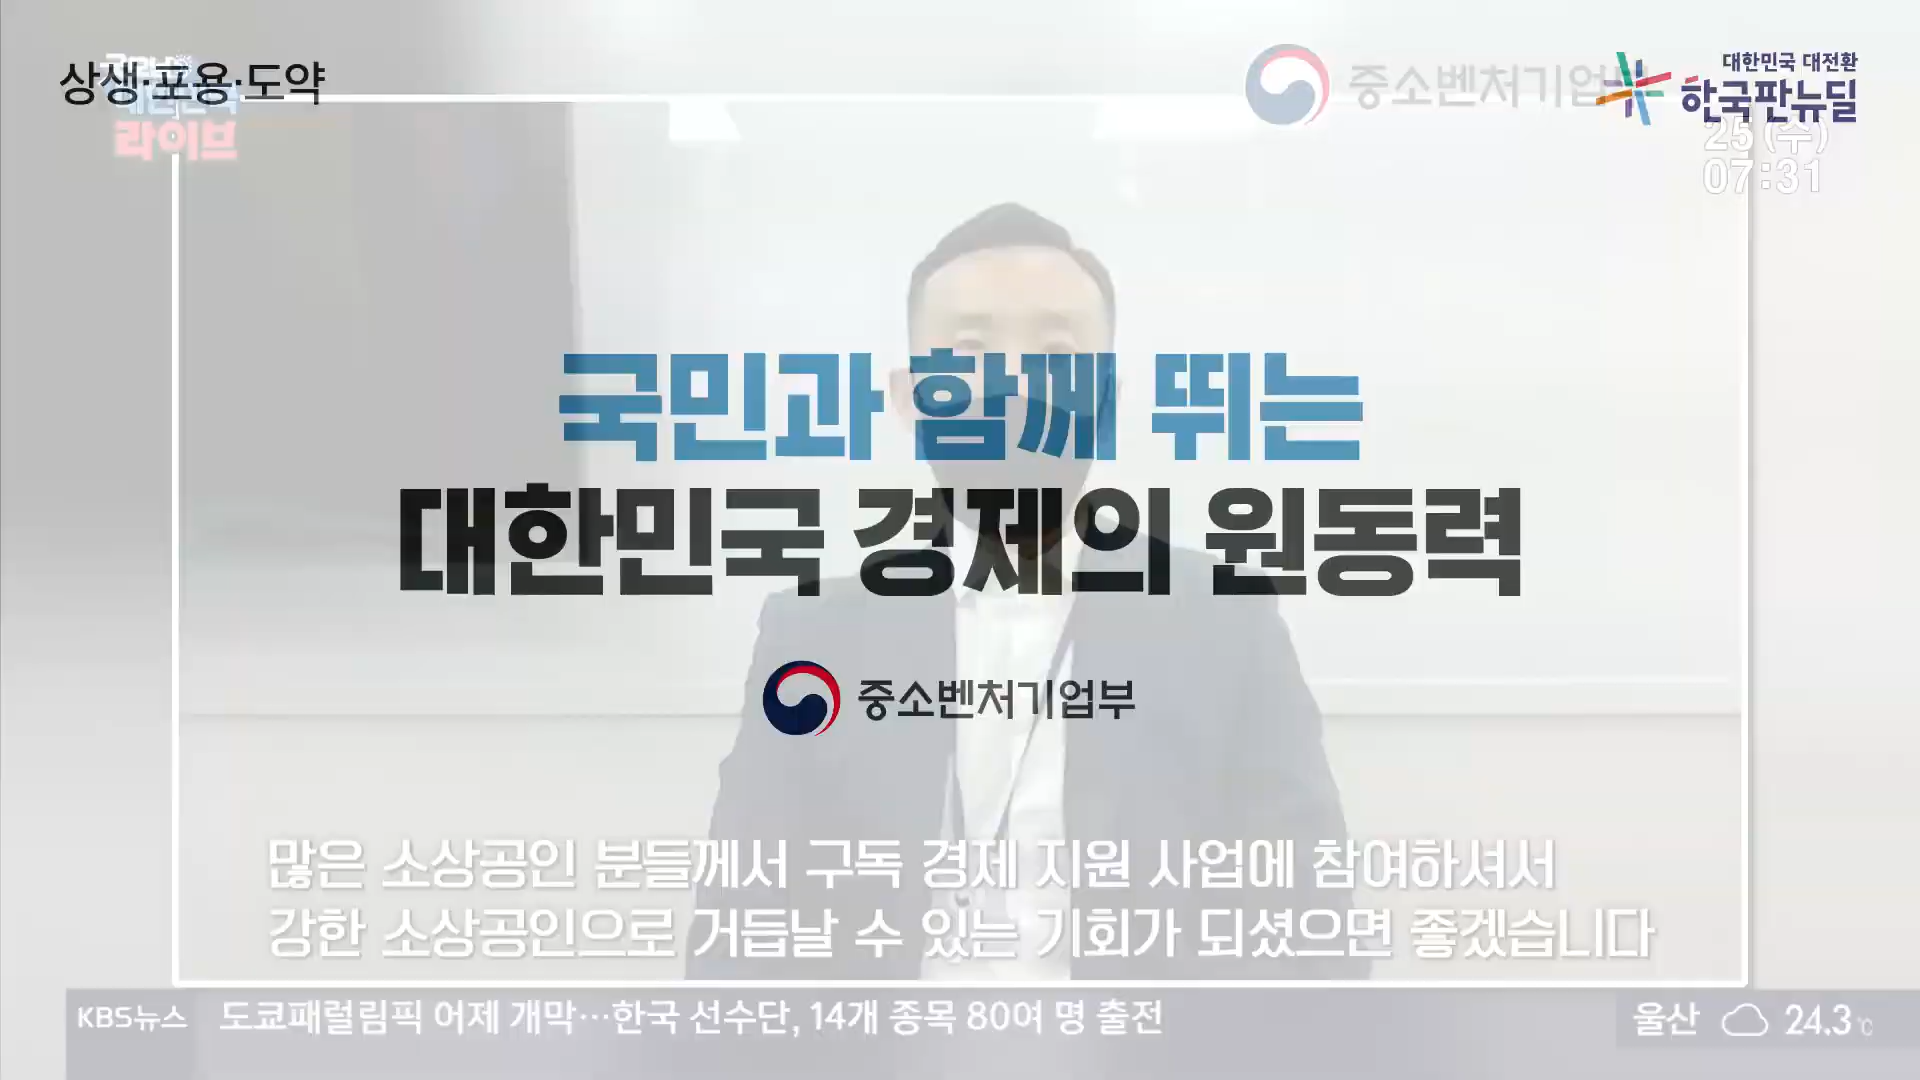 상생·포용·도약
라이브
중소벤처기업부
대한민국 대전환
한국판뉴딜
25 (수)
07:31
국민과 함께 뛰는
대한민국 경제의 원동력
중소벤처기업부
많은 소상공인 분들께서 구독 경제 지원 사업에 참여하셔서
강한 소상공인으로 거듭날 수 있는 기회가 되셨으면 좋겠습니다
KBS뉴스 도쿄패럴림픽 어제 개막…한국 선수단, 14개 종목 80여 명 출전
울산 24.3℃